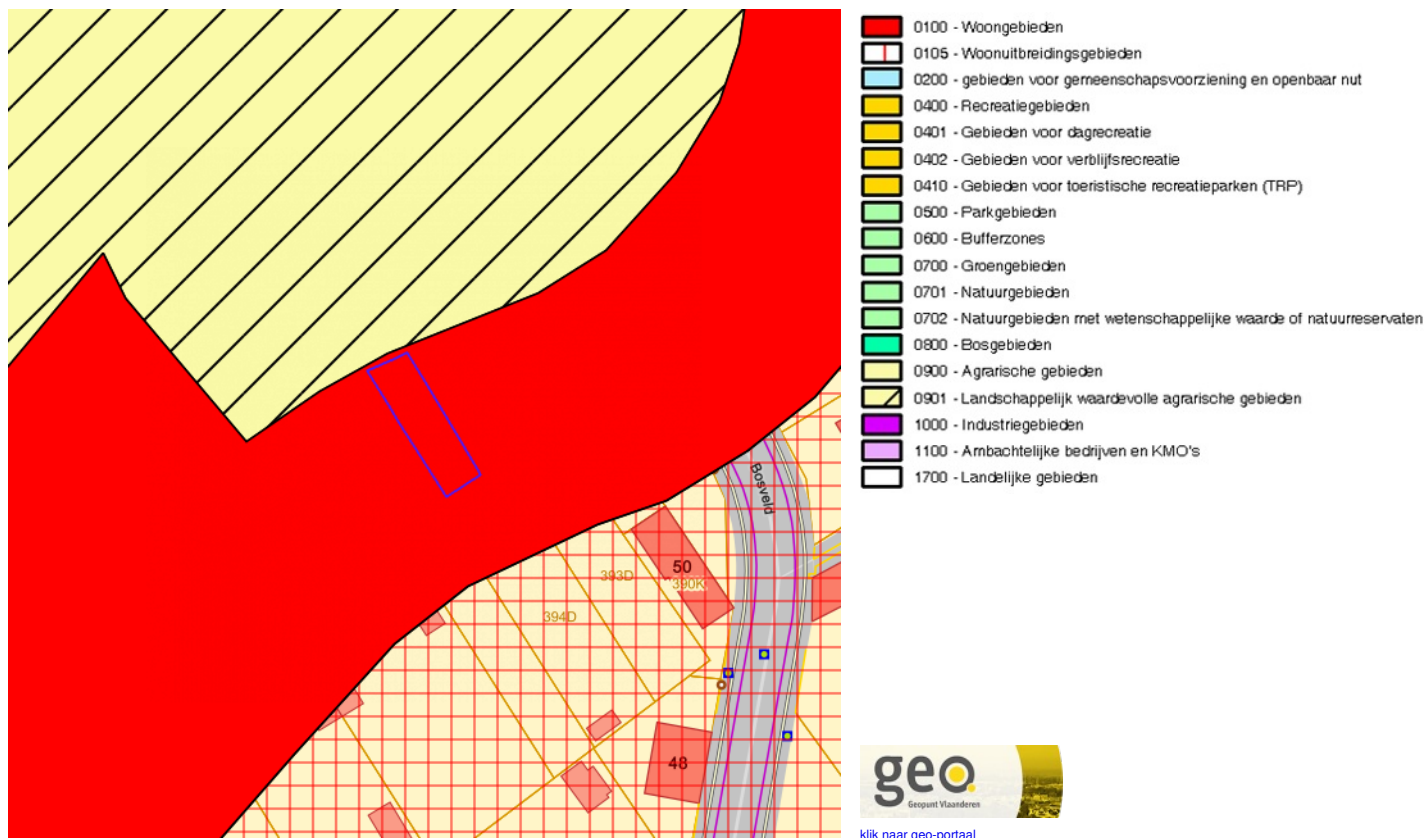 0100 - Woongebieden
0105 - Woonuitbreidingsgebieden
0200 - gebieden voor gemeenschapsvoorziening en openbaar nut
0400 - Recreatiegebieden
0401 - Gebieden voor dagrecreatie
0402 - Gebieden voor verblijfsrecreatie
0410 - Gebieden voor toeristische recreatieparken (TRP)
0500 - Parkgebieden
0600 - Bufferzones
0700 - Groengebieden
0701 - Natuurgebieden
0702 - Natuurgebieden met wetenschappelijke waarde of natuurreservaten
0800 - Bosgebieden
0900 - Agrarische gebieden
0901 - Landschappelijk waardevolle agrarische gebieden
1000 - Industriegebieden
1100 - Ambachtelijke bedrijven en KMO's
1700 - Landelijke gebieden
Bosveld
50
393D
390K
394D
48
geo
Geopunt Vlaanderen
klik naar geo-portaal